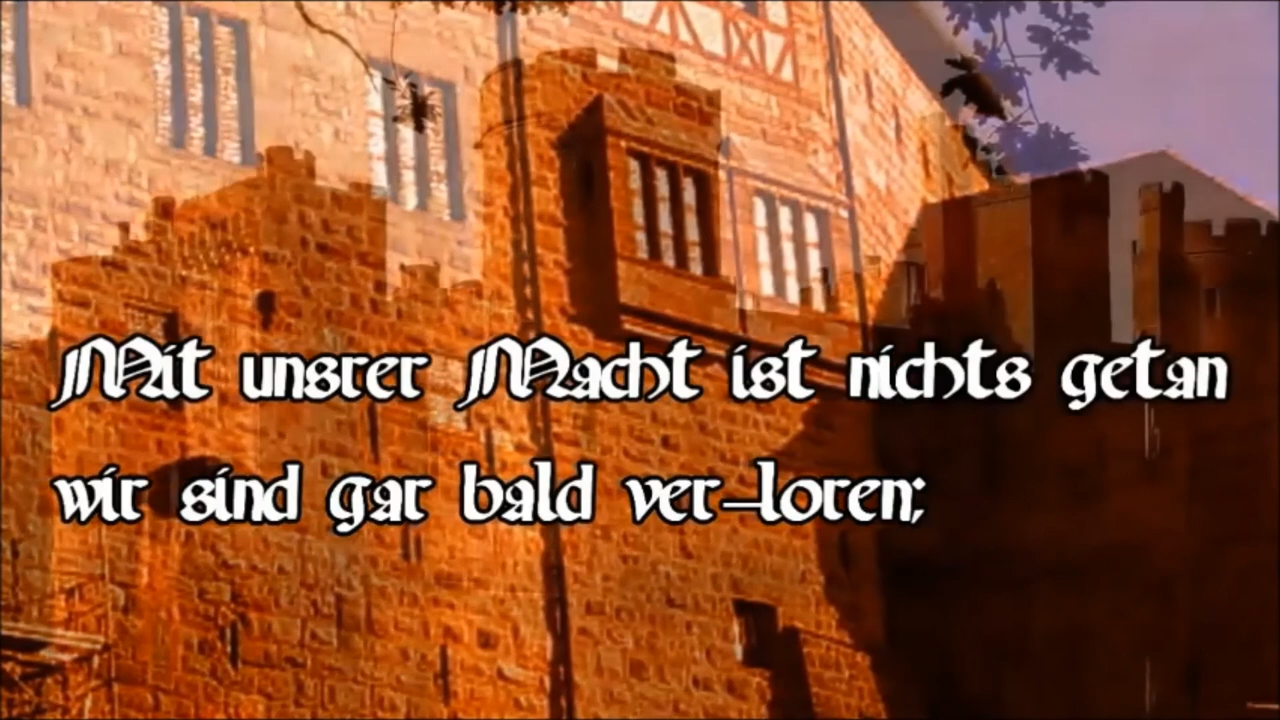 Mit unsrer Macht ist nichts getan
wir sind gar bald ver-loren;